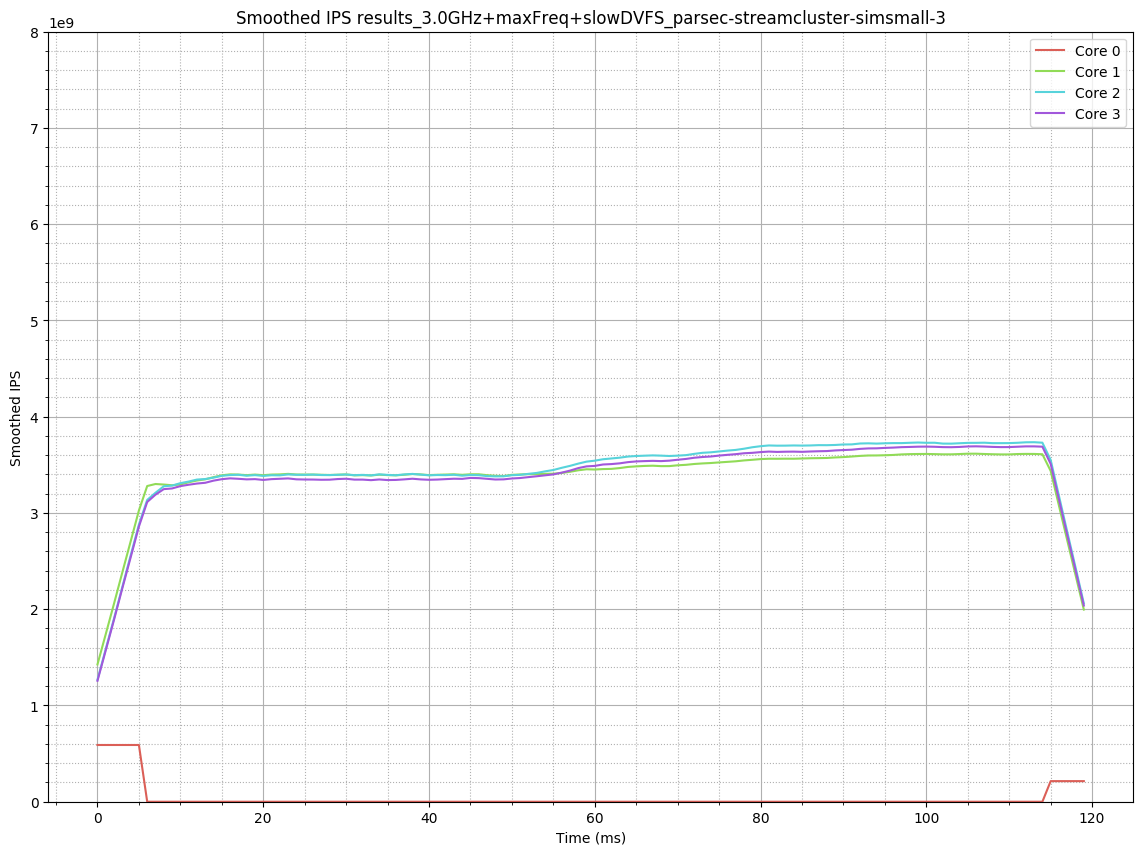 Smoothed IPS results_3.0GHz+maxFreq+slowDVFS_parsec-streamcluster-simsmall-3
1e9
8
7
6
5
4
3
2
1
0
Smoothed IPS
Core 0
Core 1
Core 2
Core 3
0 20 40 60 80 100 120
Time (ms)